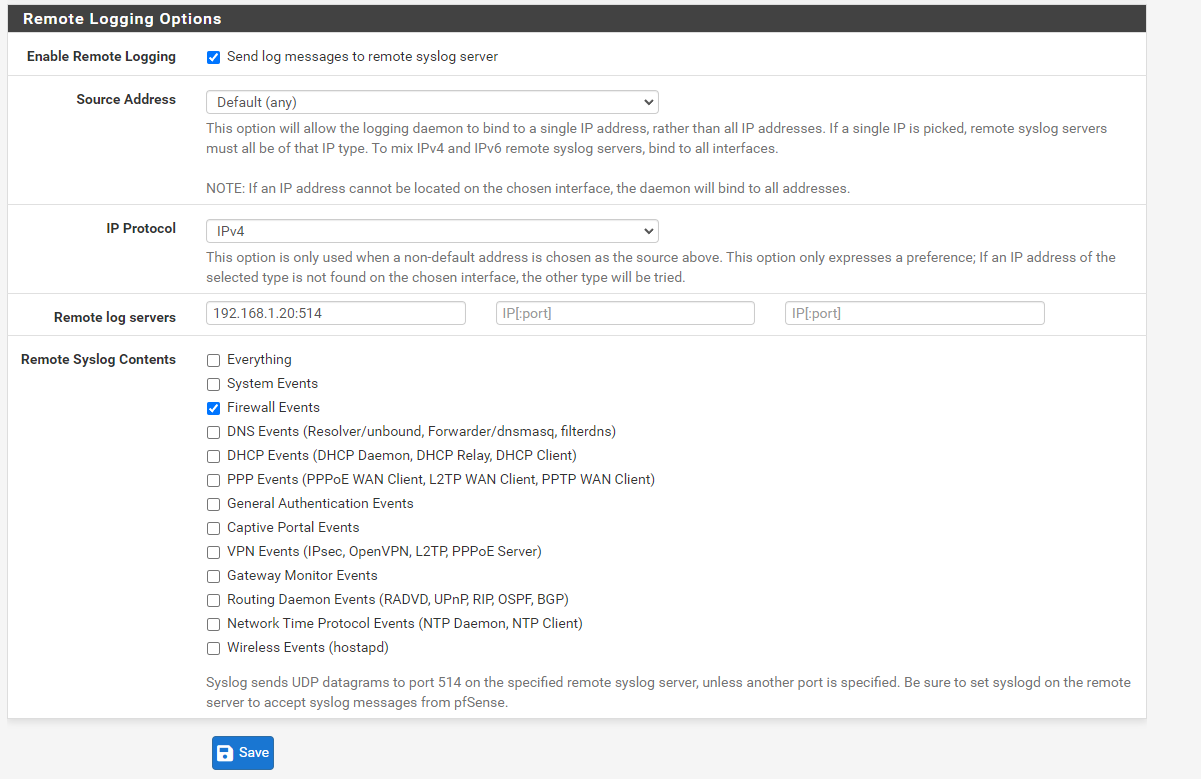 Remote Logging Options
Enable Remote Logging
Send log messages to remote syslog server
Source Address
Default (any)
This option will allow the logging daemon to bind to a single IP address, rather than all IP addresses. If a single IP is picked, remote syslog servers
must all be of that IP type. To mix IPv4 and IPv6 remote syslog servers, bind to all interfaces.
NOTE: If an IP address cannot be located on the chosen interface, the daemon will bind to all addresses.
IP Protocol
IPv4
This option is only used when a non-default address is chosen as the source above. This option only expresses a preference; If an IP address of the
selected type is not found on the chosen interface, the other type will be tried.
Remote log servers
192.168.1.20:514
IP[:port]
IP[:port]
Remote Syslog Contents
Everything
System Events
Firewall Events
DNS Events (Resolver/unbound, Forwarder/dnsmasq, filterdns)
DHCP Events (DHCP Daemon, DHCP Relay, DHCP Client)
PPP Events (PPPoE WAN Client, L2TP WAN Client, PPTP WAN Client)
General Authentication Events
Captive Portal Events
VPN Events (IPsec, OpenVPN, L2TP, PPPoE Server)
Gateway Monitor Events
Routing Daemon Events (RADVD, UPnP, RIP, OSPF, BGP)
Network Time Protocol Events (NTP Daemon, NTP Client)
Wireless Events (hostapd)
Syslog sends UDP datagrams to port 514 on the specified remote syslog server, unless another port is specified. Be sure to set syslogd on the remote
server to accept syslog messages from pfSense.
Save